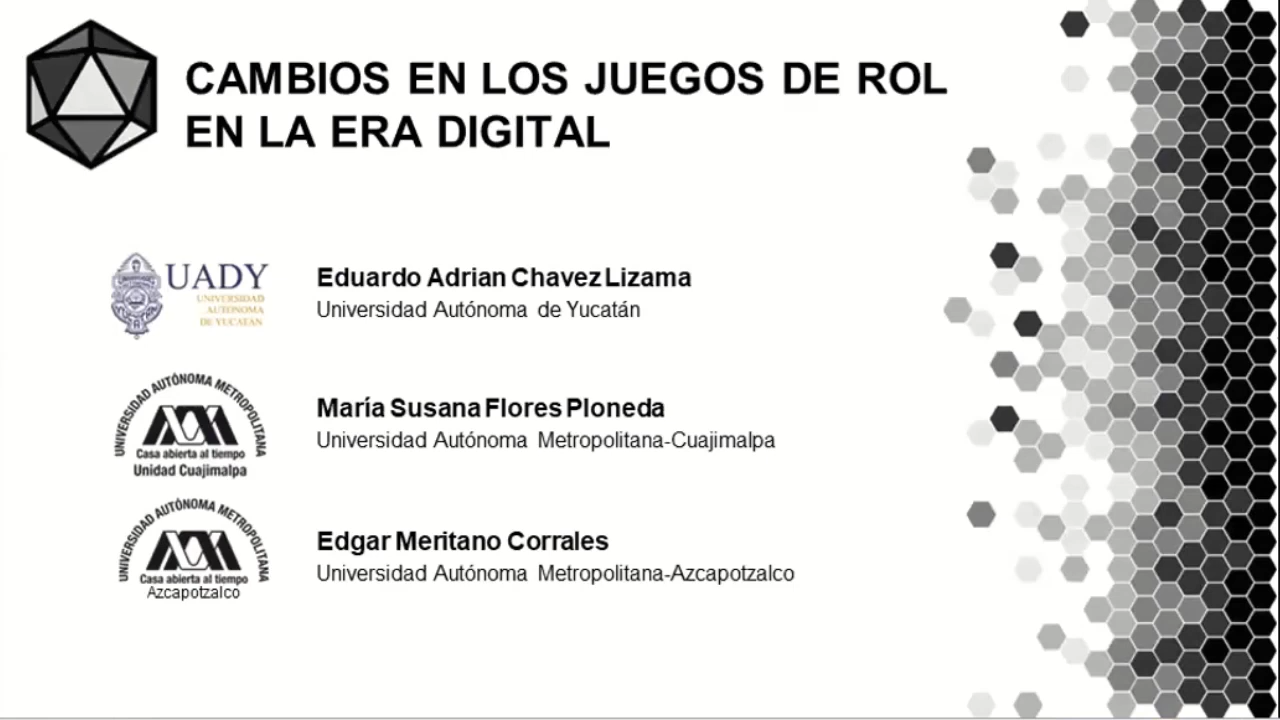 CAMBIOS EN LOS JUEGOS DE ROL
EN LA ERA DIGITAL
UADY
UNIVERSIDAD
AUTÓNOMA
DE YUCATÁN
Eduardo Adrian Chavez Lizama
Universidad Autónoma de Yucatán
UNIVERSIDAD AUTÓNOMA METROPOLITANA
Casa abierta al tiempo
Unidad Cuajimalpa
María Susana Flores Ploneda
Universidad Autónoma Metropolitana-Cuajimalpa
UNIVERSIDAD AUTÓNOMA METROPOLITANA
Casa abierta al tiempo
Azcapotzalco
Edgar Meritano Corrales
Universidad Autónoma Metropolitana-Azcapotzalco